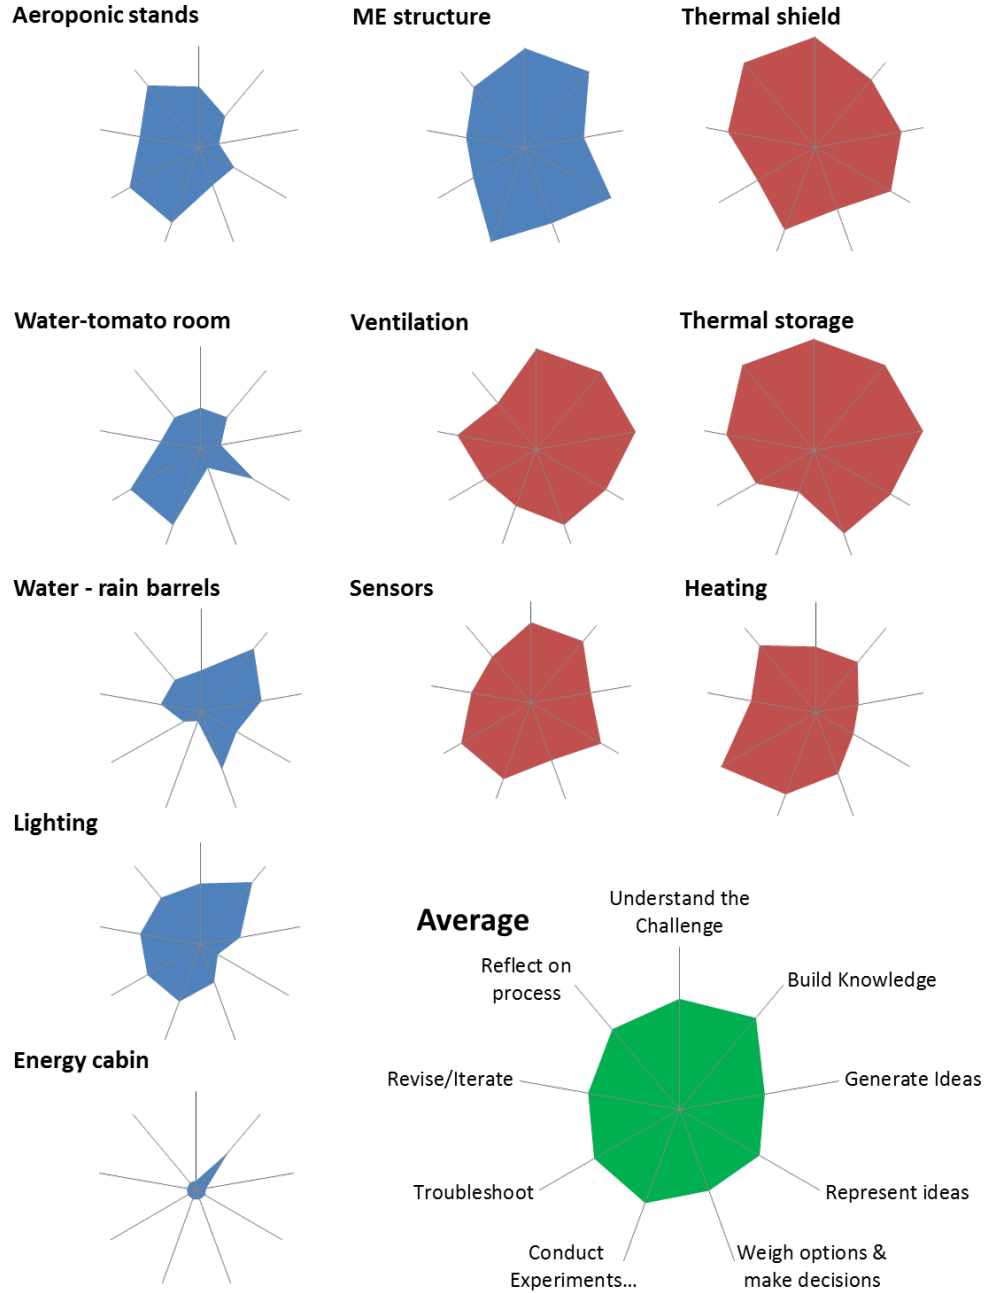 Aeroponic stands
ME structure
Thermal shield
Water-tomato room
Ventilation
Thermal storage
Water - rain barrels
Sensors
Heating
Lighting
Energy cabin
Average
Understand the
Challenge
Build Knowledge
Generate Ideas
Represent ideas
Weigh options &
make decisions
Conduct
Experiments...
Troubleshoot
Revise/Iterate
Reflect on
process